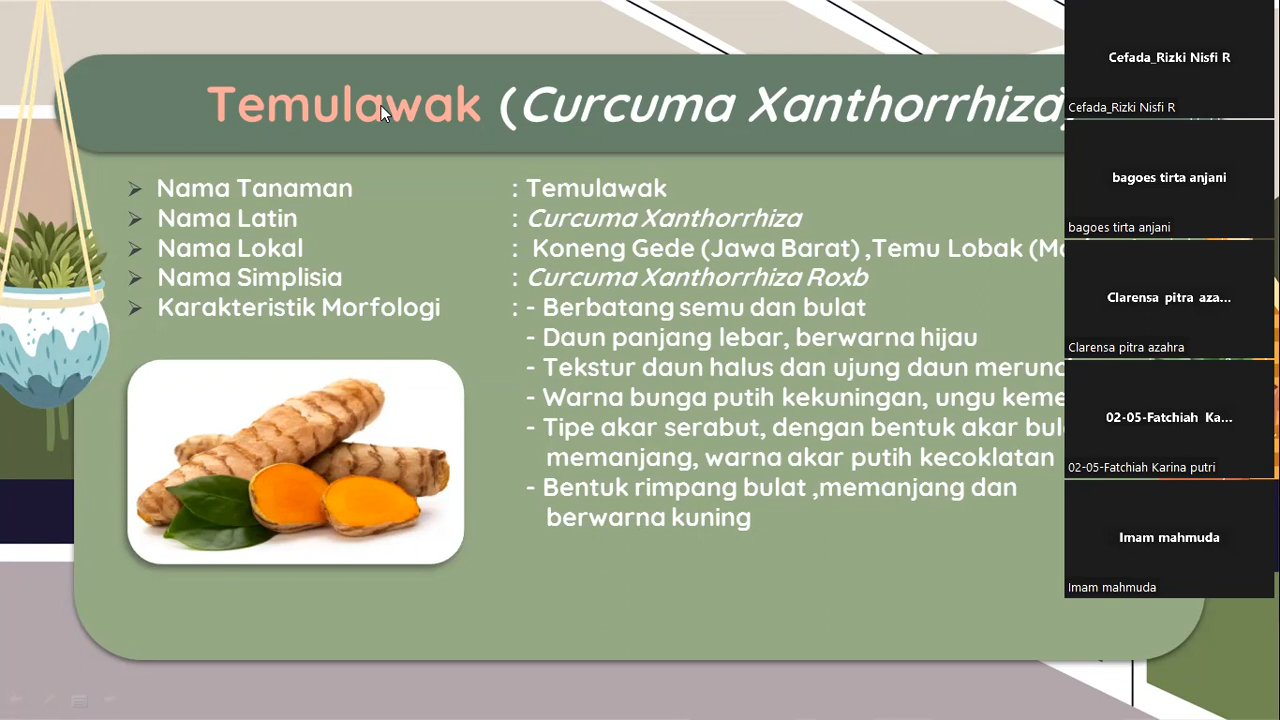 Temulawak (Curcuma Xanthorrhiza)
Nama Tanaman : Temulawak
Nama Latin : Curcuma Xanthorrhiza
Nama Lokal : Koneng Gede (Jawa Barat) ,Temu Lobak
Nama Simplisia : Curcuma Xanthorrhiza Roxb
Karakteristik Morfologi : - Berbatang semu dan bulat
- Daun panjang lebar, berwarna hijau
- Tekstur daun halus dan ujung daun
- Warna bunga putih kekuningan, ungu
- Tipe akar serabut, dengan bentuk akar
memanjang, warna akar putih kecoklatan
- Bentuk rimpang bulat ,memanjang dan
berwarna kuning
Cefada_Rizki Nisfi R
Cefada_Rizki Nisfi R
bagoes tirta anjani
bagoes tirta anjani
Clarensa pitra aza...
Clarensa pitra azahra
02-05-Fatchiah Ka...
02-05-Fatchiah Karina putri
Imam mahmuda
Imam mahmuda